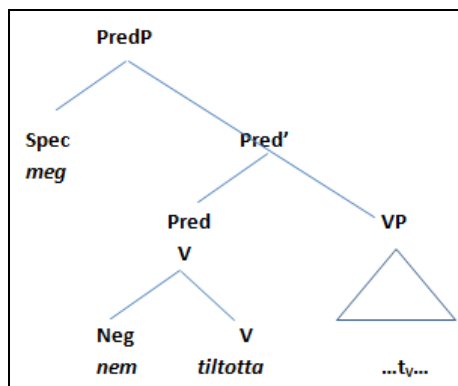 PredP
Spec Pred'
meg
Pred VP
V
Neg V
nem tiltotta ...tv...